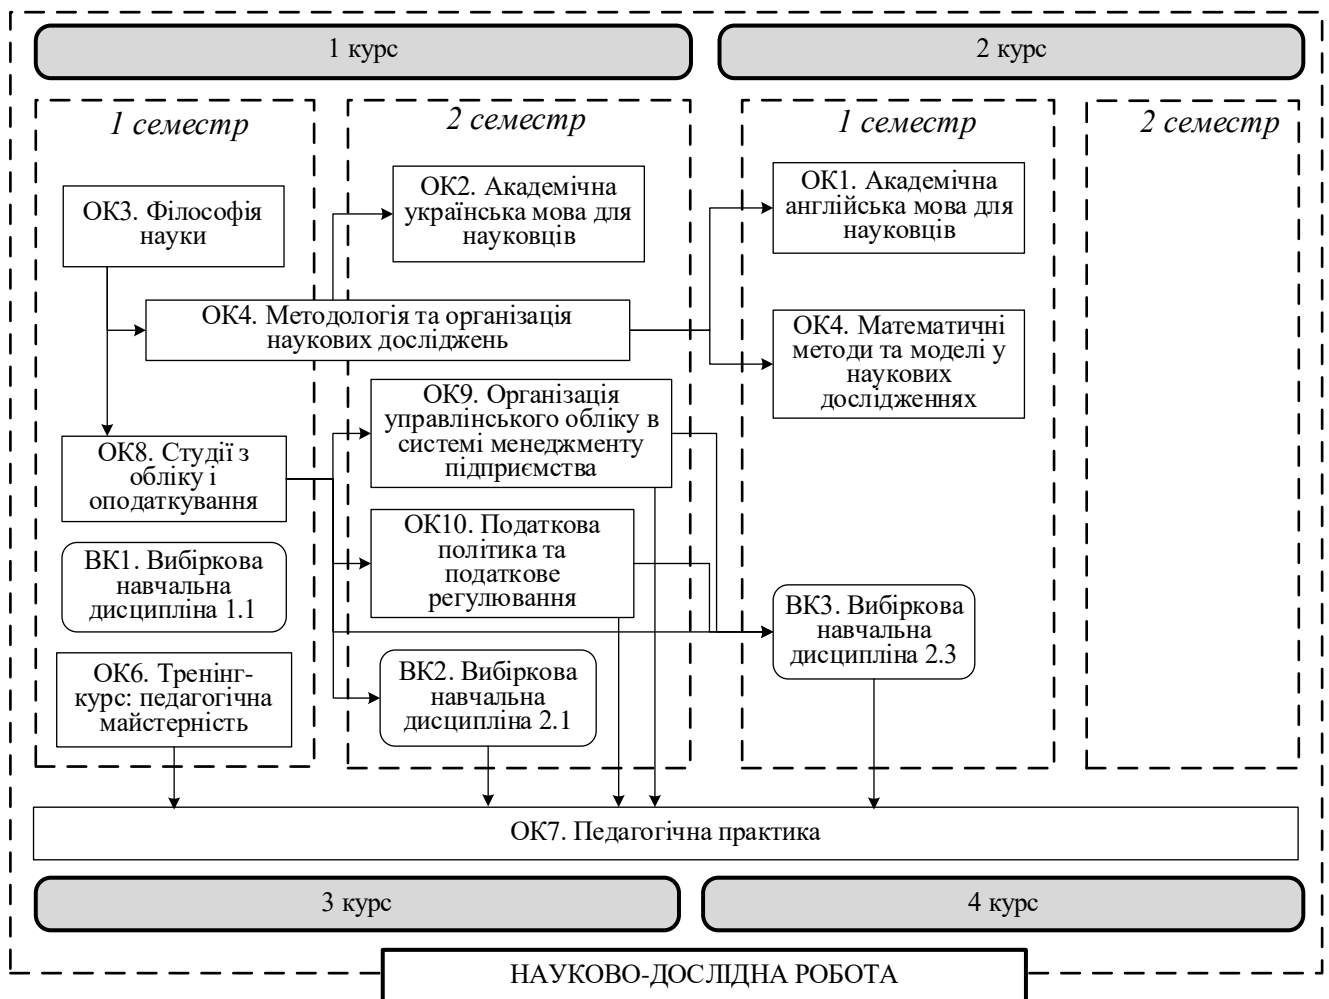 1 курс
2 курс
1 семестр
2 семестр
1 семестр
2 семестр
ОК3. Філософія
науки
ОК2. Академічна
українська мова для
науковців
ОК1. Академічна
англійська мова для
науковців
ОК4. Методологія та організація
наукових досліджень
ОК4. Математичні
методи та моделі у
наукових
дослідженнях
ОК9. Організація
управлінського обліку в
системі менеджменту
підприємства
ОК8. Студії з
обліку і
оподаткування
ОК10. Податкова
політика та
податкове
регулювання
ВК1. Вибіркова
навчальна
дисципліна 1.1
ВК3. Вибіркова
навчальна
дисципліна 2.3
ОК6. Тренінг-
курс: педагогічна
майстерність
ВК2. Вибіркова
навчальна
дисципліна 2.1
ОК7. Педагогічна практика
3 курс
4 курс
НАУКОВО-ДОСЛІДНА РОБОТА